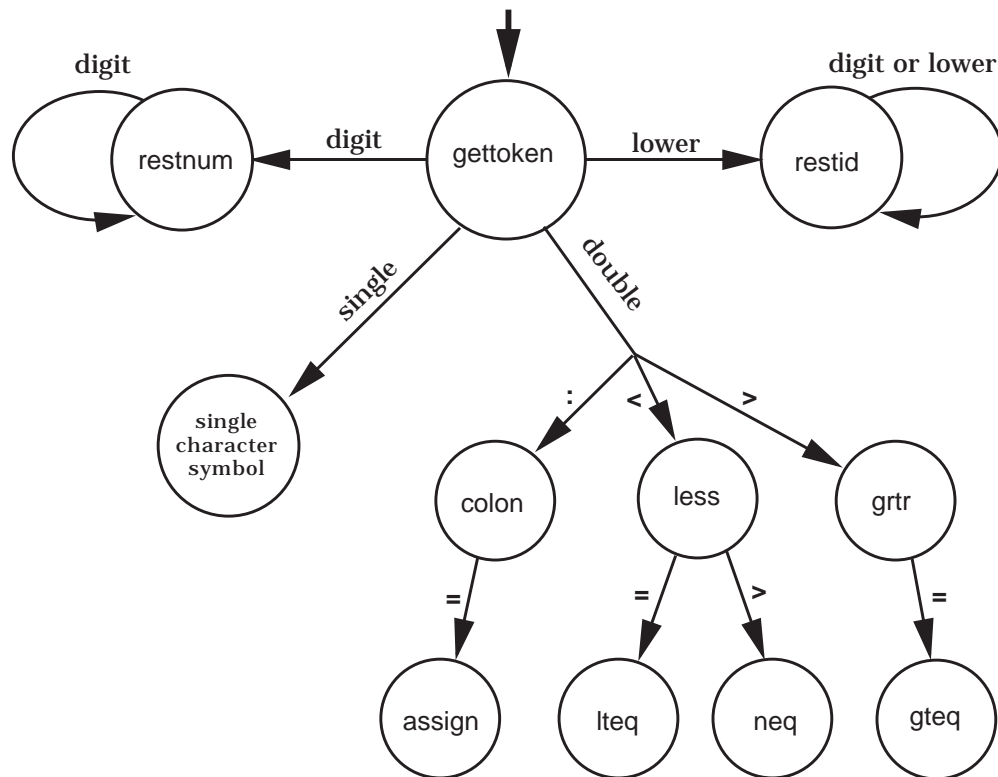 digit
digit or lower
restnum
digit
gettoken
lower
restid
single
double
:
<
>
single
character
symbol
colon
less
grtr
=
=
>
=
assign
lteq
neq
gteq